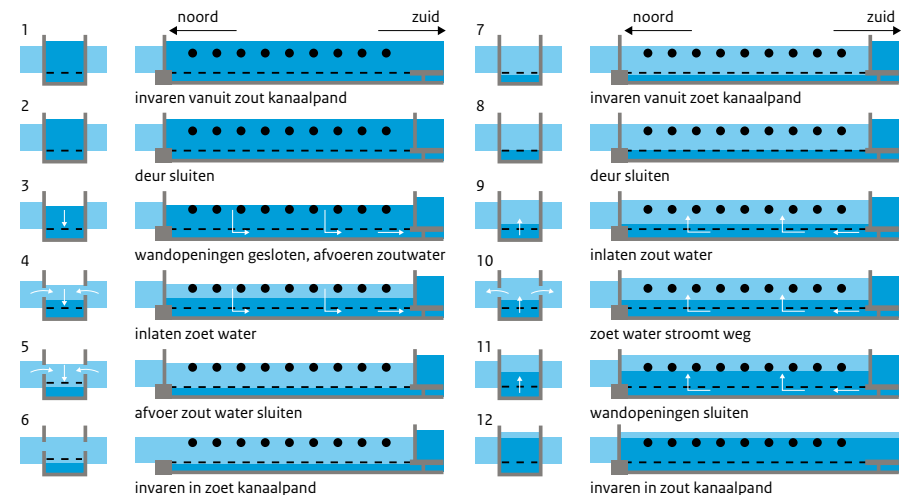 noord zuid
1
invaren vanuit zout kanaalpand
2
deur sluiten
3
wandopeningen gesloten, afvoeren zoutwater
4
inlaten zoet water
5
afvoer zout water sluiten
6
invaren in zoet kanaalpand
noord zuid
7
invaren vanuit zoet kanaalpand
8
deur sluiten
9
inlaten zout water
10
zoet water stroomt weg
11
wandopeningen sluiten
12
invaren in zout kanaalpand